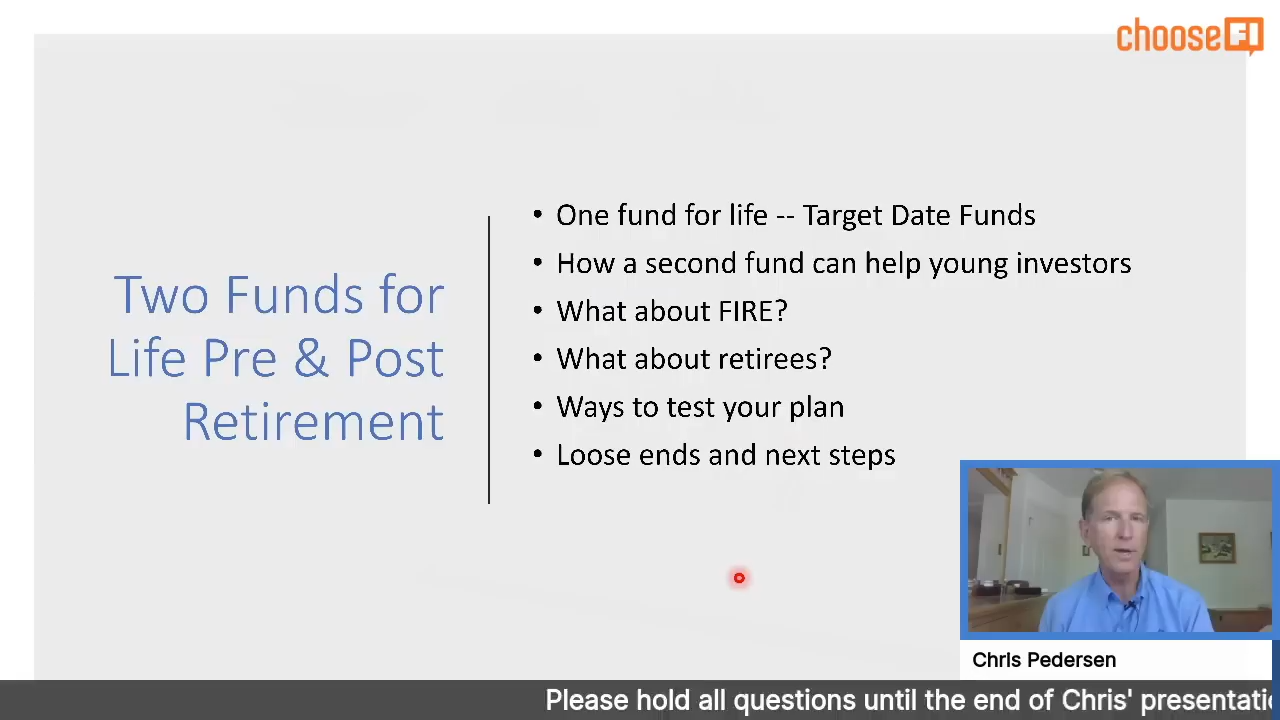 chooseFI
Two Funds for
Life Pre & Post
Retirement
• One fund for life -- Target Date Funds
• How a second fund can help young investors
• What about FIRE?
• What about retirees?
• Ways to test your plan
• Loose ends and next steps
Chris Pedersen
Please hold all questions until the end of Chris' presentatio